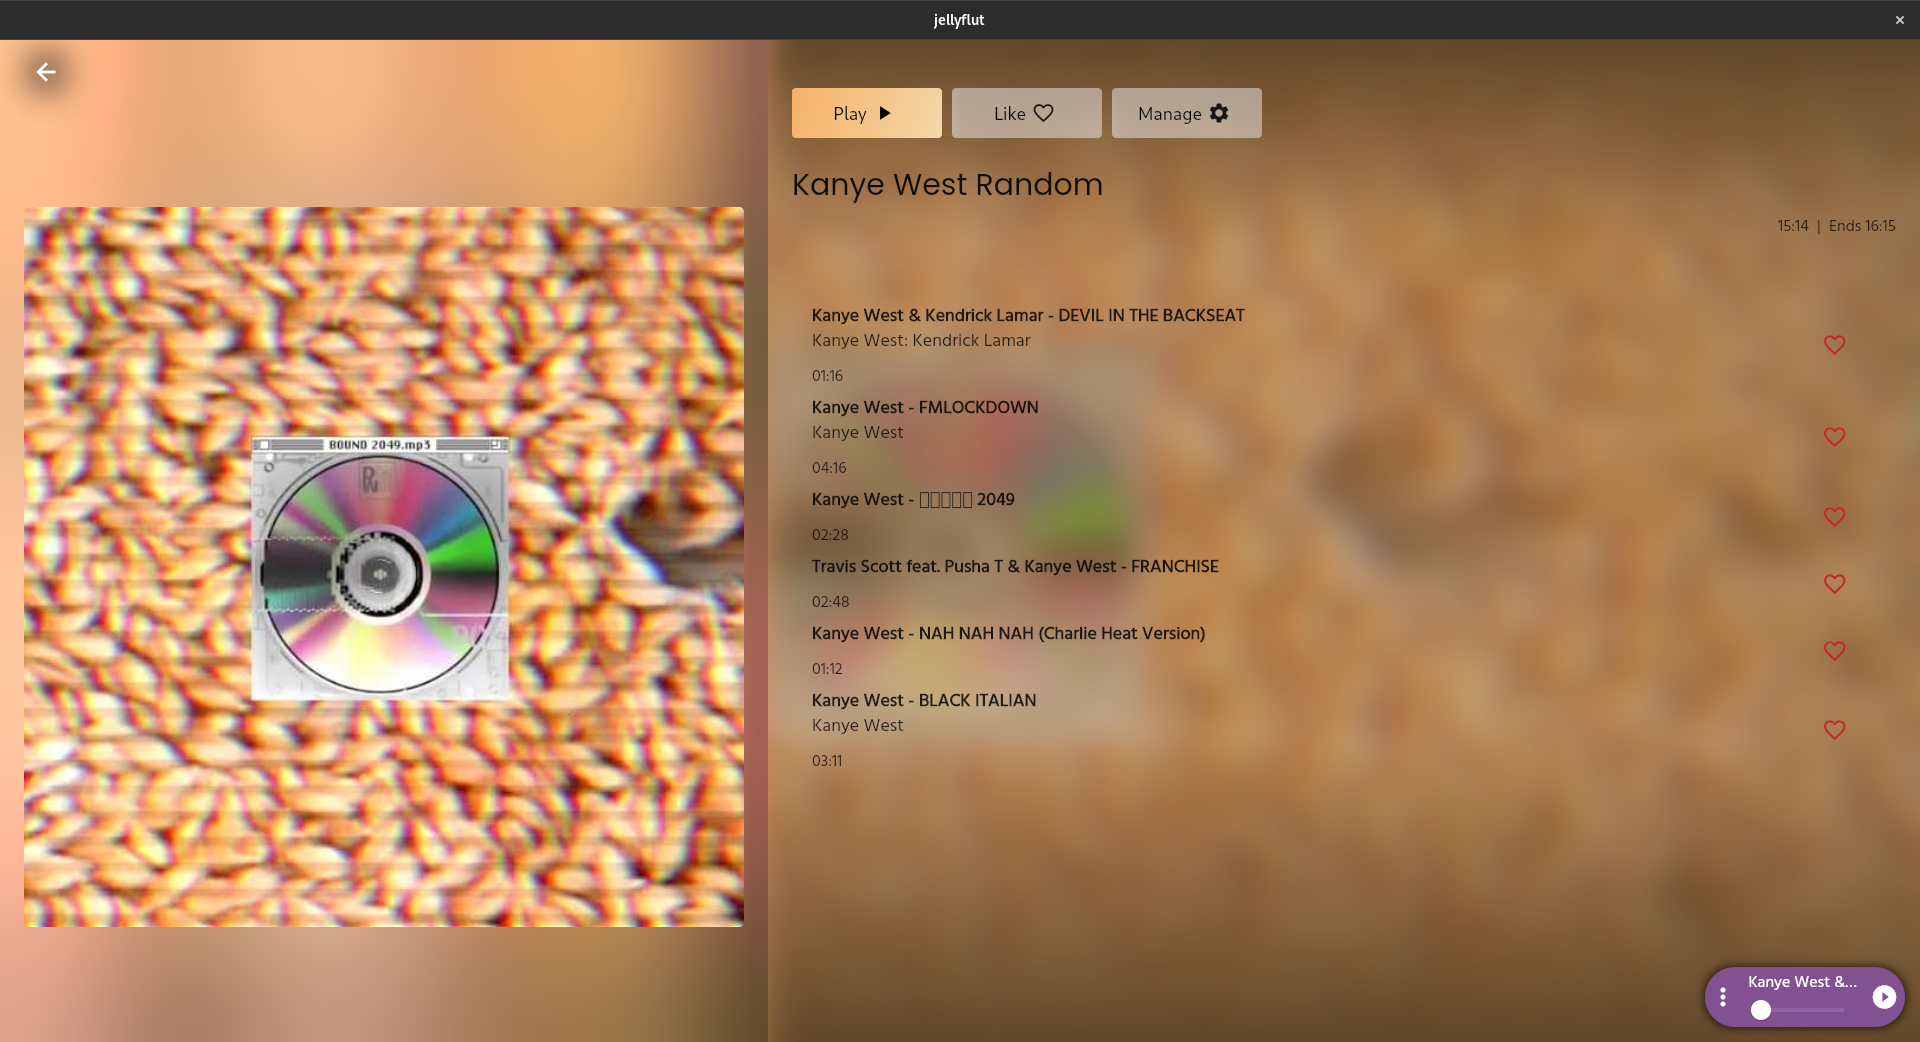 jellyflut
Play
Like
Manage
Kanye West Random
15:14 | Ends 16:15
BOUND 2049.mp3
Kanye West & Kendrick Lamar - DEVIL IN THE BACKSEAT
Kanye West: Kendrick Lamar
01:16
Kanye West - FMLOCKDOWN
Kanye West
04:16
Kanye West - □□□□□ 2049
02:28
Travis Scott feat. Pusha T & Kanye West - FRANCHISE
02:48
Kanye West - NAH NAH NAH (Charlie Heat Version)
01:12
Kanye West - BLACK ITALIAN
Kanye West
03:11
Kanye West &...